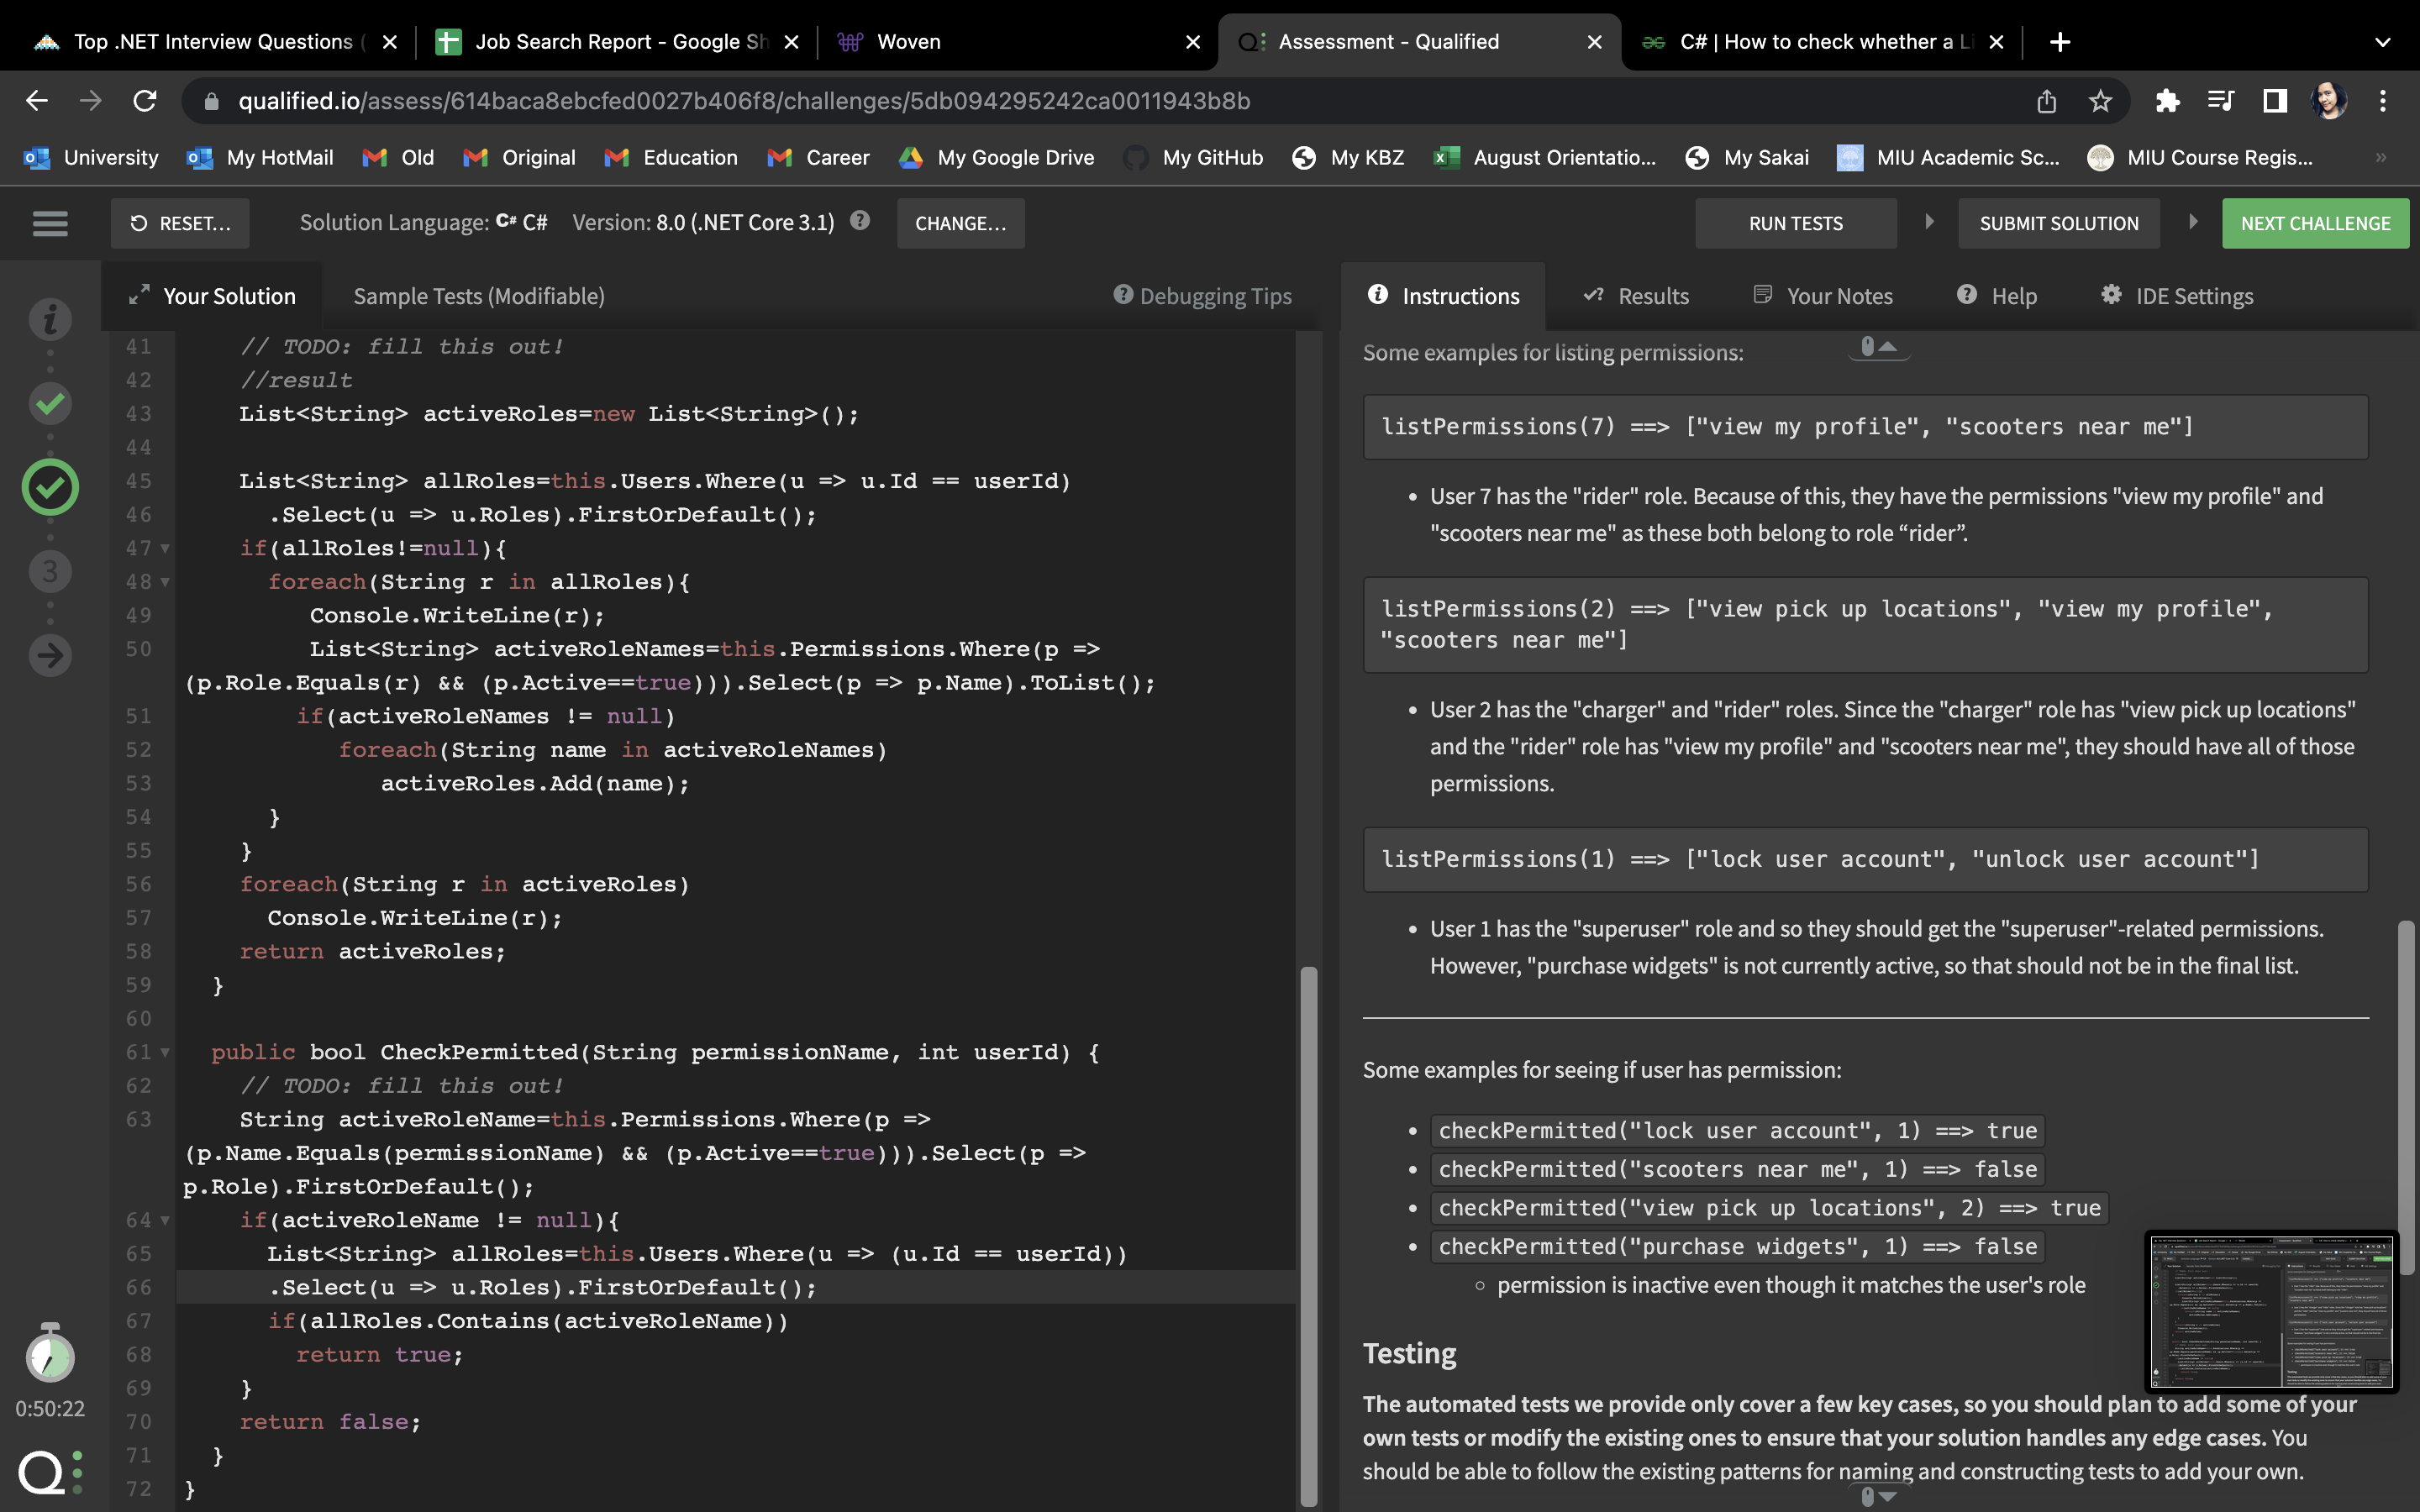 Top .NET Interview Questions (
Job Search Report - Google Sh
Woven
Assessment - Qualified
C# | How to check whether a Li
qualified.io/assess/614baca8ebcfed0027b406f8/challenges/5db094295242ca0011943b8b
University
My HotMail
Old
Original
Education
Career
My Google Drive
My GitHub
My KBZ
August Orientatio...
My Sakai
MIU Academic Sc...
MIU Course Regis...
»
RESET...
Solution Language: C# C#
Version: 8.0 (.NET Core 3.1)
CHANGE...
RUN TESTS
SUBMIT SOLUTION
NEXT CHALLENGE
Your Solution
Sample Tests (Modifiable)
Debugging Tips
Instructions
Results
Your Notes
Help
IDE Settings
3
0:50:22
41 // TODO: fill this out!
42 //result
43 List<String> activeRoles=new List<String>();
44
45 List<String> allRoles=this.Users.Where(u => u.Id == userId)
46 .Select(u => u.Roles).FirstOrDefault();
47 if(allRoles!=null){
48 foreach(String r in allRoles){
49 Console.WriteLine(r);
50 List<String> activeRoleNames=this.Permissions.Where(p =>
(p.Role.Equals(r) && (p.Active==true))).Select(p => p.Name).ToList();
51 if(activeRoleNames != null)
52 foreach(String name in activeRoleNames)
53 activeRoles.Add(name);
54 }
55 }
56 foreach(String r in activeRoles)
57 Console.WriteLine(r);
58 return activeRoles;
59 }
60
61 public bool CheckPermitted(String permissionName, int userId) {
62 // TODO: fill this out!
63 String activeRoleName=this.Permissions.Where(p =>
(p.Name.Equals(permissionName) && (p.Active==true))).Select(p =>
p.Role).FirstOrDefault();
64 if(activeRoleName != null){
65 List<String> allRoles=this.Users.Where(u => (u.Id == userId))
66 .Select(u => u.Roles).FirstOrDefault();
67 if(allRoles.Contains(activeRoleName))
68 return true;
69 }
70 return false;
71 }
72 }
Some examples for listing permissions:
listPermissions(7) ==> ["view my profile", "scooters near me"]
• User 7 has the "rider" role. Because of this, they have the permissions "view my profile" and
"scooters near me" as these both belong to role “rider”.
listPermissions(2) ==> ["view pick up locations", "view my profile",
"scooters near me"]
• User 2 has the "charger" and "rider" roles. Since the "charger" role has "view pick up locations"
and the "rider" role has "view my profile" and "scooters near me", they should have all of those
permissions.
listPermissions(1) ==> ["lock user account", "unlock user account"]
• User 1 has the "superuser" role and so they should get the "superuser"-related permissions.
However, "purchase widgets" is not currently active, so that should not be in the final list.
Some examples for seeing if user has permission:
• checkPermitted("lock user account", 1) ==> true
• checkPermitted("scooters near me", 1) ==> false
• checkPermitted("view pick up locations", 2) ==> true
• checkPermitted("purchase widgets", 1) ==> false
◦ permission is inactive even though it matches the user's role
Testing
The automated tests we provide only cover a few key cases, so you should plan to add some of your
own tests or modify the existing ones to ensure that your solution handles any edge cases. You
should be able to follow the existing patterns for naming and constructing tests to add your own.